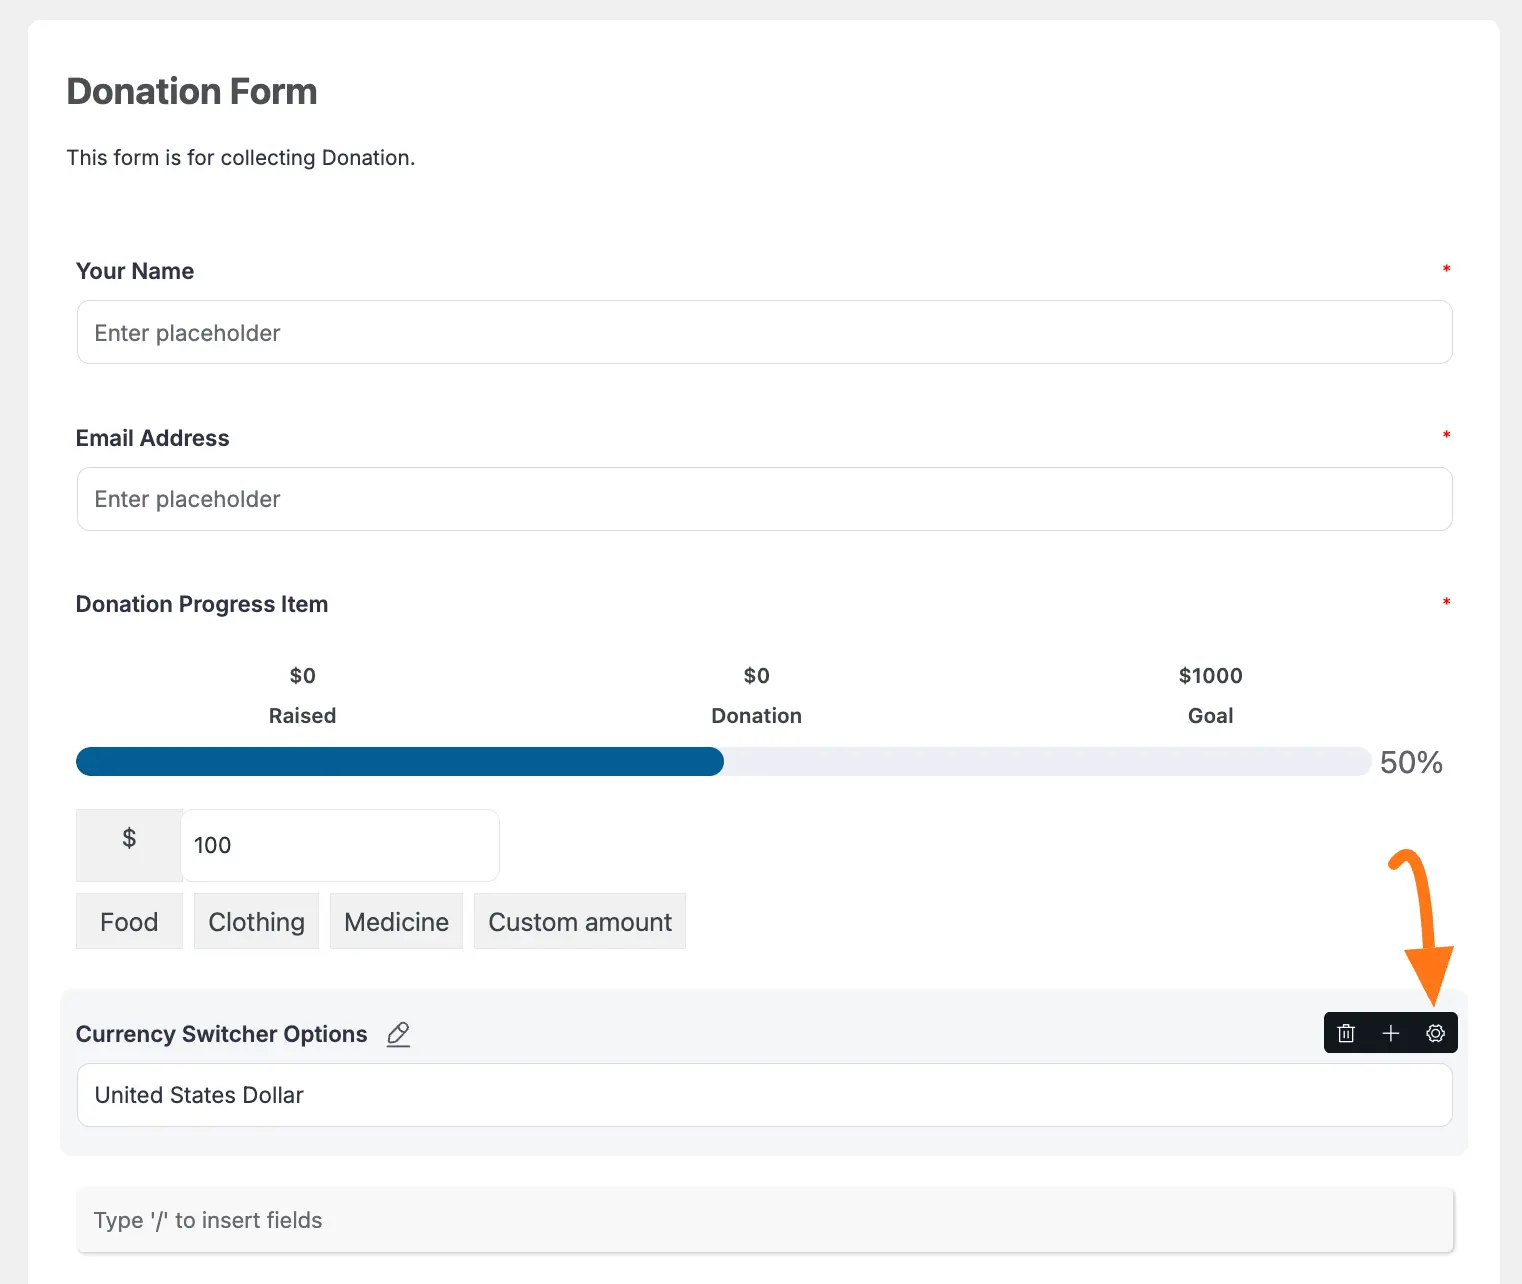 Donation Form
This form is for collecting Donation.
Your Name *
Enter placeholder
Email Address *
Enter placeholder
Donation Progress Item *
$0 $0 $1000
Raised Donation Goal
50%
$ 100
Food Clothing Medicine Custom amount
Currency Switcher Options
United States Dollar
Type '/' to insert fields